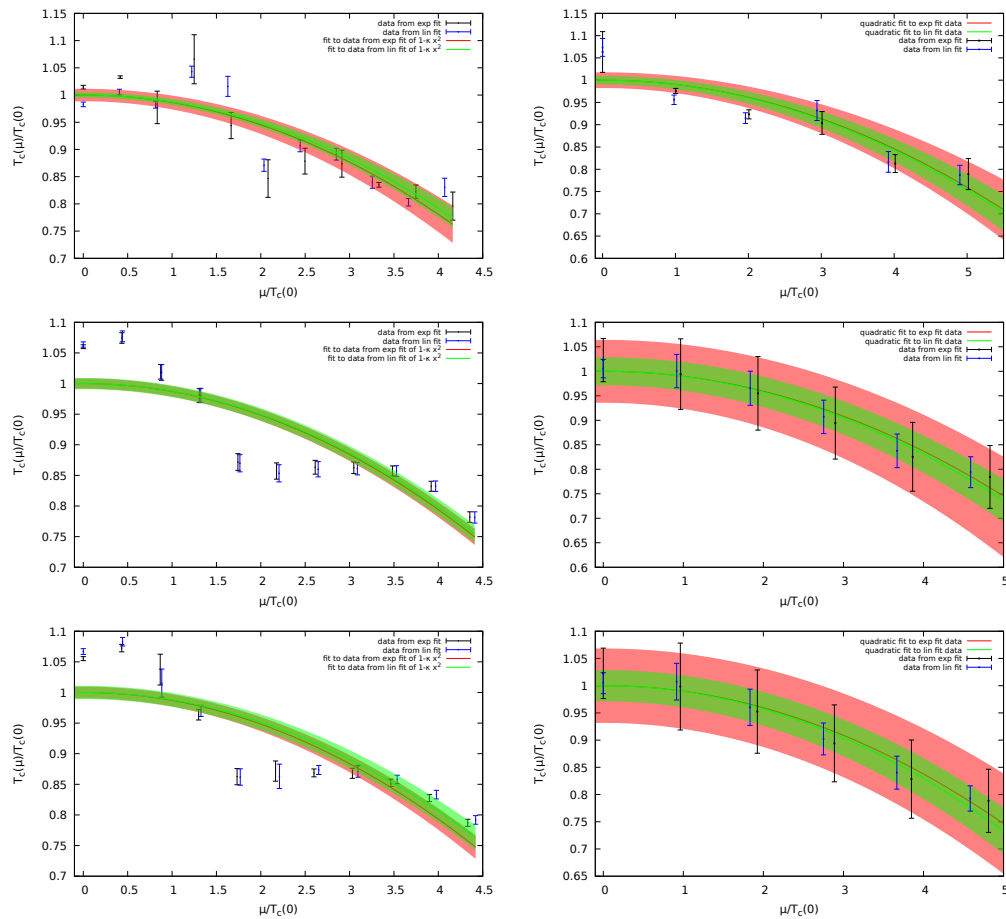 1.15
1.1
1.05
1
0.95
0.9
0.85
0.8
0.75
0.7
0 0.5 1 1.5 2 2.5 3 3.5 4 4.5
T_c(μ)/T_c(0)
μ/T_c(0)
data from exp fit
data from lin fit
fit to data from exp fit of 1-κ x²
fit to data from lin fit of 1-κ x²
1.15
1.1
1.05
1
0.95
0.9
0.85
0.8
0.75
0.7
0.65
0.6
0 1 2 3 4 5
T_c(μ)/T_c(0)
μ/T_c(0)
quadratic fit to exp fit data
quadratic fit to lin fit data
data from exp fit
data from lin fit
1.1
1.05
1
0.95
0.9
0.85
0.8
0.75
0.7
0 0.5 1 1.5 2 2.5 3 3.5 4 4.5
T_c(μ)/T_c(0)
μ/T_c(0)
data from exp fit
data from lin fit
fit to data from exp fit of 1-κ x²
fit to data from lin fit of 1-κ x²
1.1
1.05
1
0.95
0.9
0.85
0.8
0.75
0.7
0.65
0.6
0 1 2 3 4 5
T_c(μ)/T_c(0)
μ/T_c(0)
quadratic fit to exp fit data
quadratic fit to lin fit data
data from exp fit
data from lin fit
1.1
1.05
1
0.95
0.9
0.85
0.8
0.75
0.7
0 0.5 1 1.5 2 2.5 3 3.5 4 4.5
T_c(μ)/T_c(0)
μ/T_c(0)
data from exp fit
data from lin fit
fit to data from exp fit of 1-κ x²
fit to data from lin fit of 1-κ x²
1.1
1.05
1
0.95
0.9
0.85
0.8
0.75
0.7
0.65
0.6
0 1 2 3 4 5
T_c(μ)/T_c(0)
μ/T_c(0)
quadratic fit to exp fit data
quadratic fit to lin fit data
data from exp fit
data from lin fit